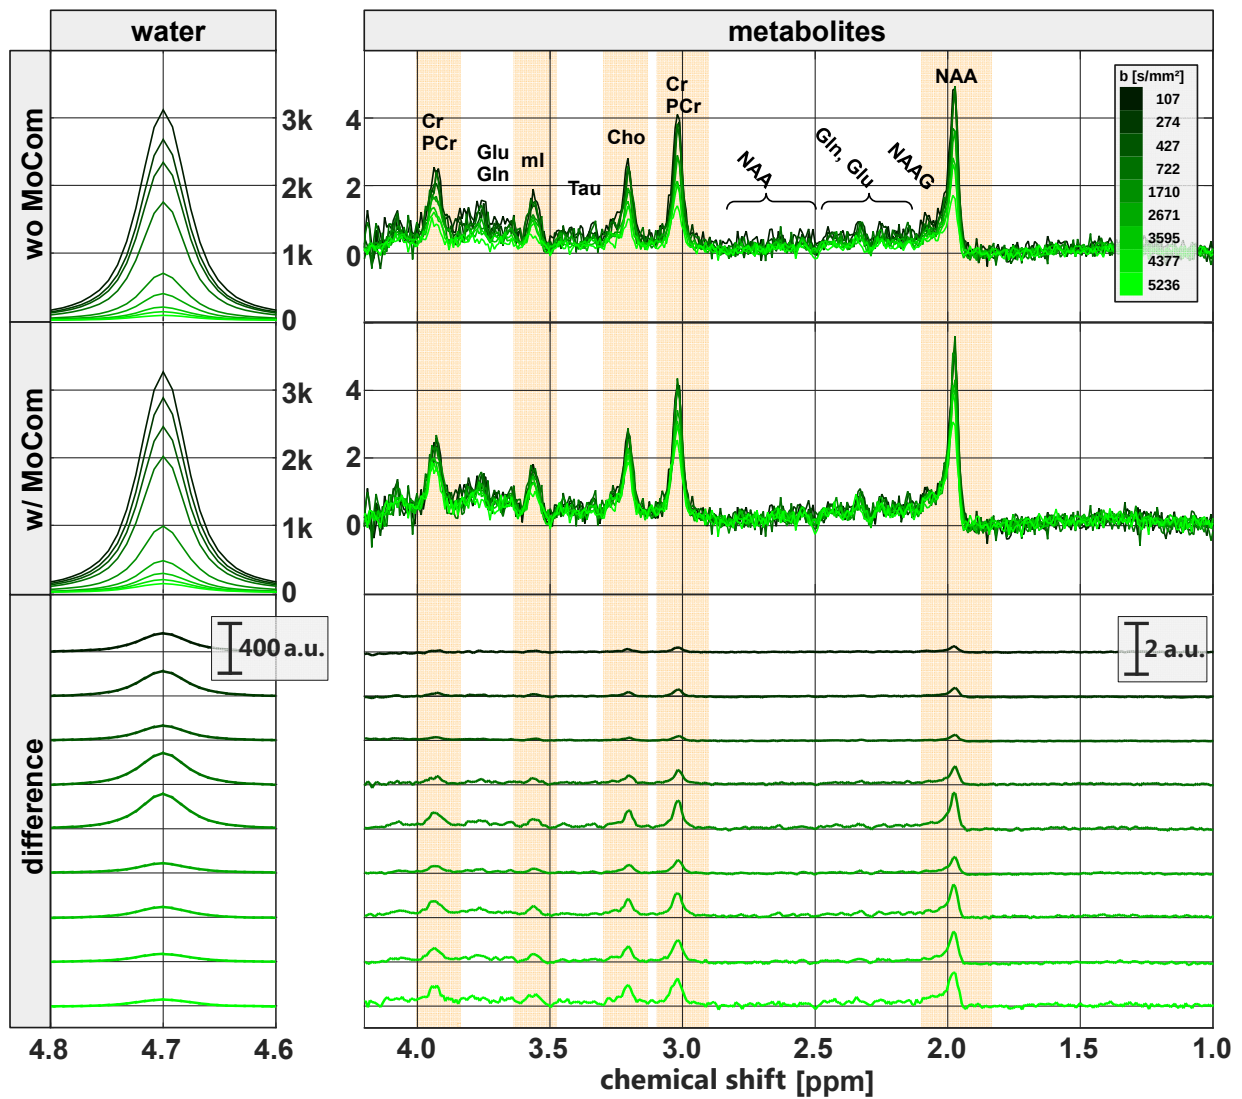 water
metabolites
wo MoCom
3k
2k
1k
0
4
2
0
Cr
PCr
Glu
Gln
mI
Tau
Cho
Cr
PCr
NAA
Gln, Glu
NAAG
NAA
b [s/mm²]
107
274
427
722
1710
2671
3595
4377
5236
w/ MoCom
3k
2k
1k
0
4
2
0
difference
400 a.u.
2 a.u.
4.8
4.7
4.6
4.0
3.5
3.0
2.5
2.0
1.5
1.0
chemical shift [ppm]